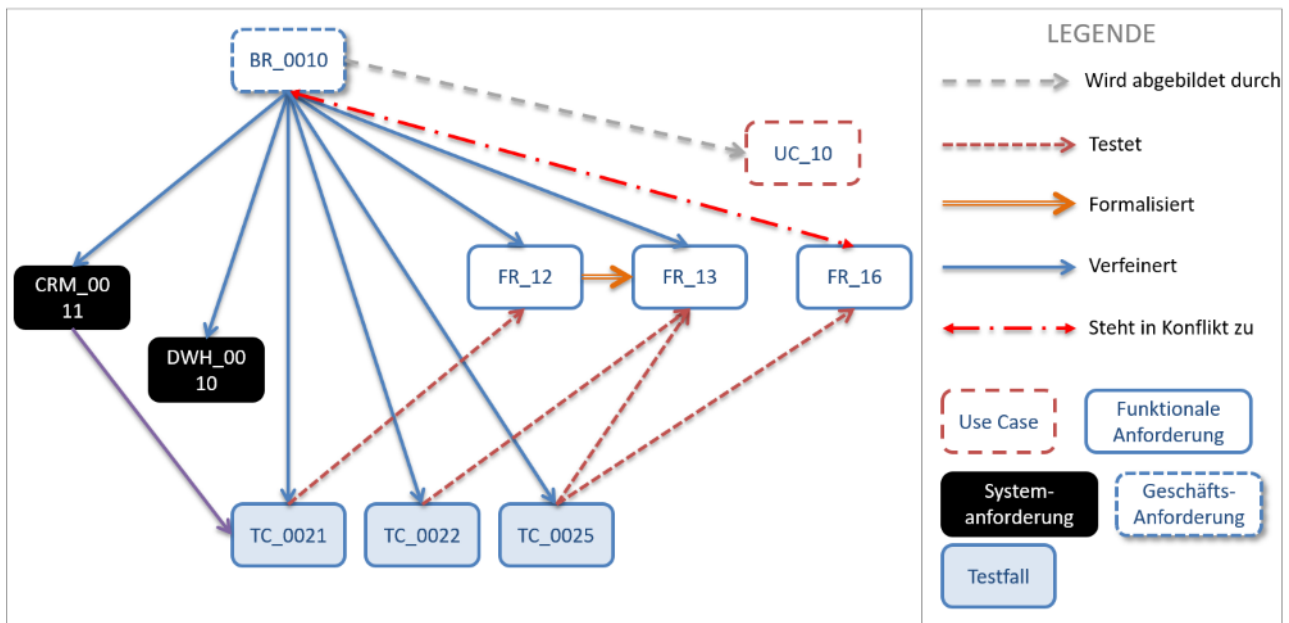 BR_0010
UC_10
CRM_00
11
DWH_00
10
FR_12
FR_13
FR_16
TC_0021
TC_0022
TC_0025
LEGENDE
Wird abgebildet durch
Testet
Formalisiert
Verfeinert
Steht in Konflikt zu
Use Case
Funktionale
Anforderung
System-
anforderung
Geschäfts-
Anforderung
Testfall